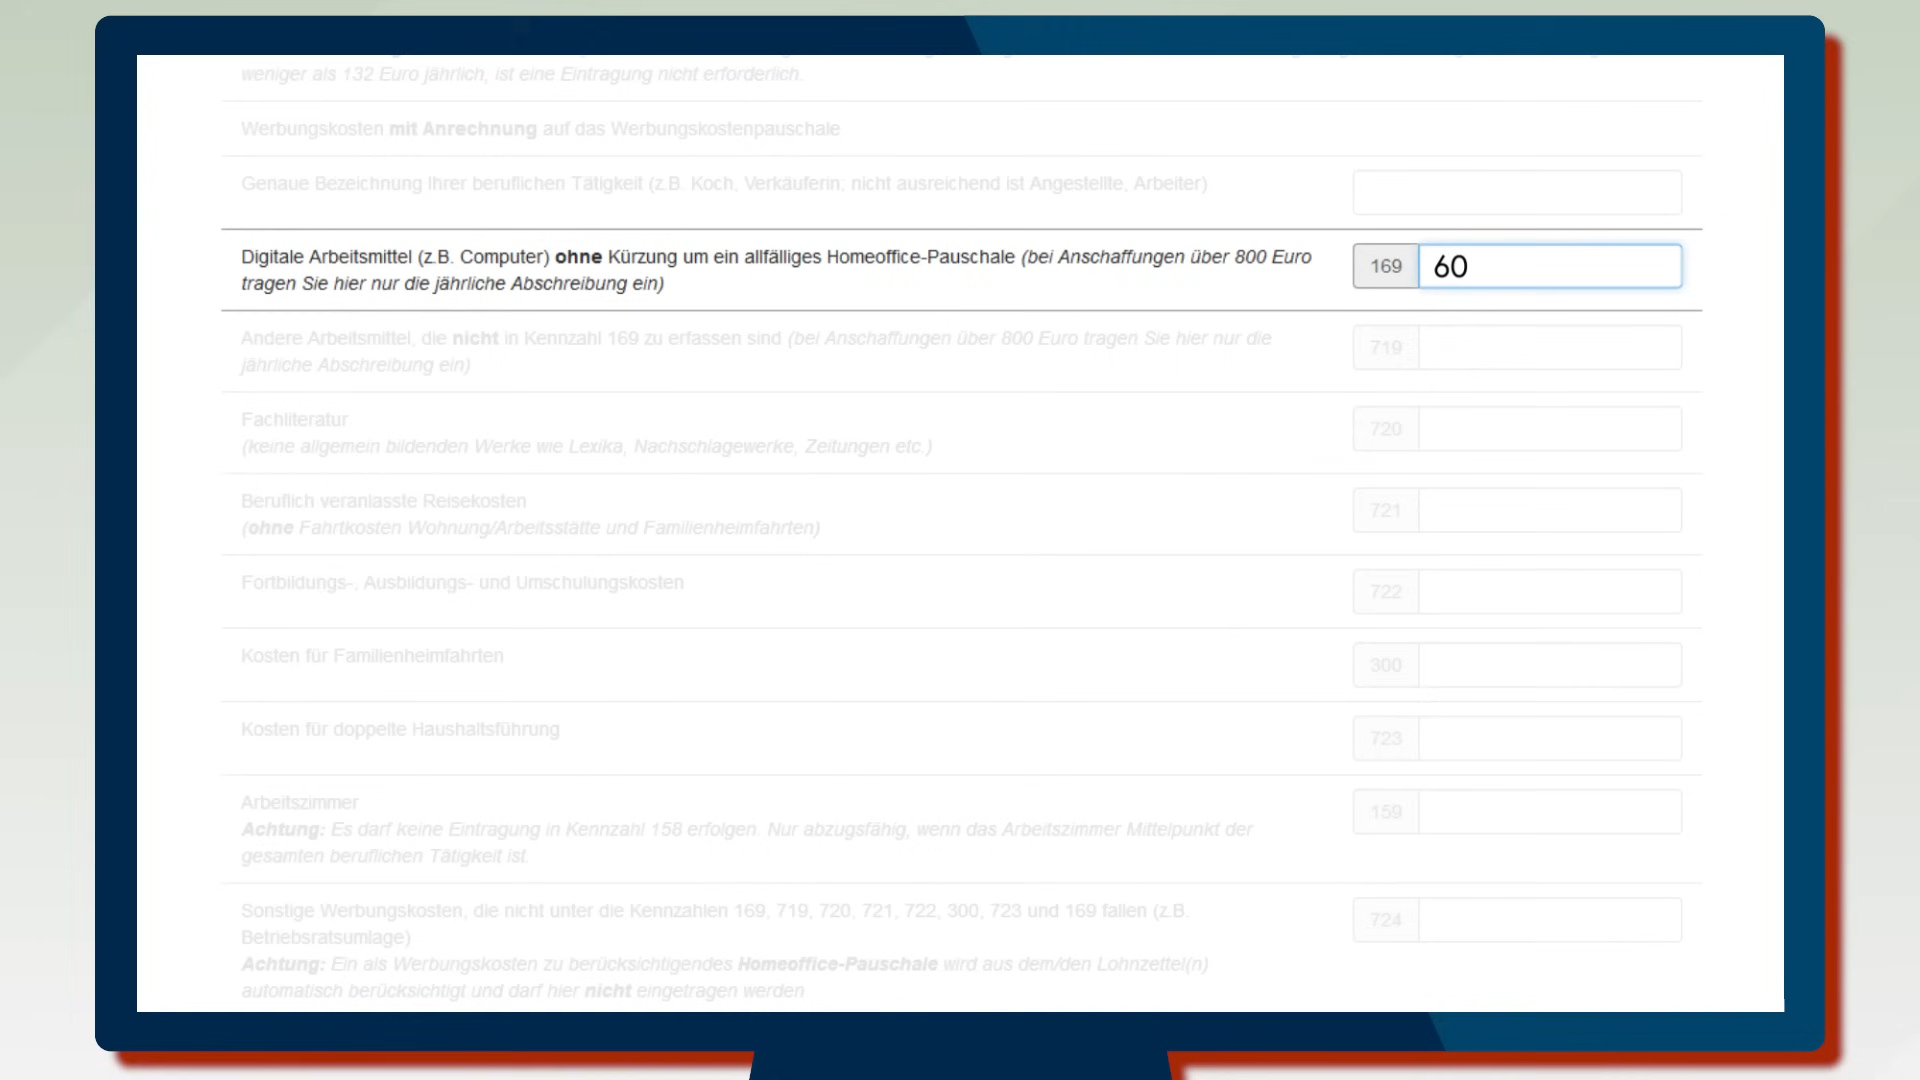 weniger als 132 Euro jährlich, ist eine Eintragung nicht erforderlich.
Werbungskosten mit Anrechnung auf das Werbungskostenpauschale
Genaue Bezeichnung Ihrer beruflichen Tätigkeit (z.B. Koch, Verkäuferin; nicht ausreichend ist Angestellte, Arbeiter)
Digitale Arbeitsmittel (z.B. Computer) ohne Kürzung um ein allfälliges Homeoffice-Pauschale (bei Anschaffungen über 800 Euro
tragen Sie hier nur die jährliche Abschreibung ein)
169 60
Andere Arbeitsmittel, die nicht in Kennzahl 169 zu erfassen sind (bei Anschaffungen über 800 Euro tragen Sie hier nur die
jährliche Abschreibung ein)
719
Fachliteratur
(keine allgemein bildenden Werke wie Lexika, Nachschlagewerke, Zeitungen etc.)
720
Beruflich veranlasste Reisekosten
(ohne Fahrtkosten Wohnung/Arbeitsstätte und Familienheimfahrten)
721
Fortbildungs-, Ausbildungs- und Umschulungskosten
722
Kosten für Familienheimfahrten
300
Kosten für doppelte Haushaltsführung
723
Arbeitszimmer
Achtung: Es darf keine Eintragung in Kennzahl 158 erfolgen. Nur abzugsfähig, wenn das Arbeitszimmer Mittelpunkt der
gesamten beruflichen Tätigkeit ist.
159
Sonstige Werbungskosten, die nicht unter die Kennzahlen 169, 719, 720, 721, 722, 300, 723 und 169 fallen (z.B.
Betriebsratsumlage)
Achtung: Ein als Werbungskosten zu berücksichtigendes Homeoffice-Pauschale wird aus dem/den Lohnzettel(n)
automatisch berücksichtigt und darf hier nicht eingetragen werden
724